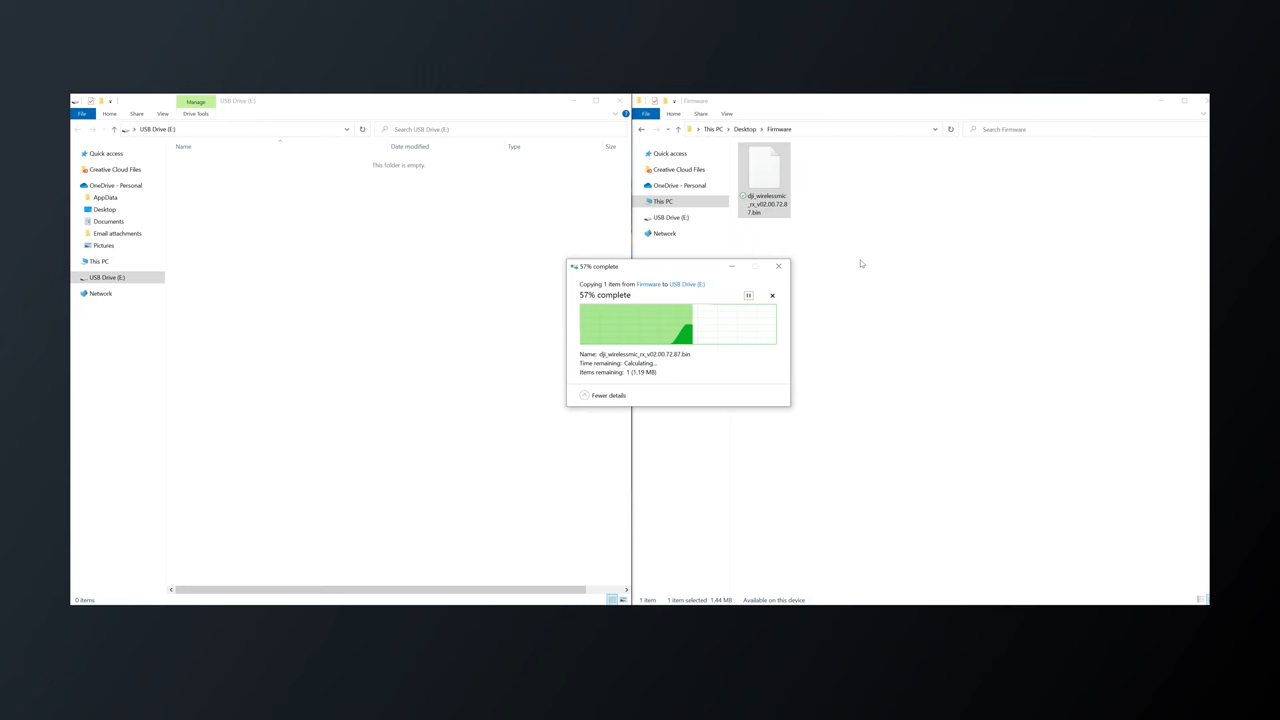 Manage
USB Drive (E:)
File
Home
Share
View
Drive Tools
USB Drive (E:)
Search USB Drive (E:)
Quick access
Creative Cloud Files
OneDrive - Personal
AppData
Desktop
Documents
Email attachments
Pictures
This PC
USB Drive (E:)
Network
Name
Date modified
Type
Size
This folder is empty.
0 items
Firmware
File
Home
Share
View
This PC > Desktop > Firmware
Search Firmware
Quick access
Creative Cloud Files
OneDrive - Personal
This PC
USB Drive (E:)
Network
dji_wirelessmic
_rx_v02.00.72.8
7.bin
57% complete
Copying 1 item from Firmware to USB Drive (E:)
57% complete
Name: dji_wirelessmic_rx_v02.00.72.87.bin
Time remaining: Calculating...
Items remaining: 1 (1.19 MB)
Fewer details
1 item
1 item selected 1.44 MB
Available on this device